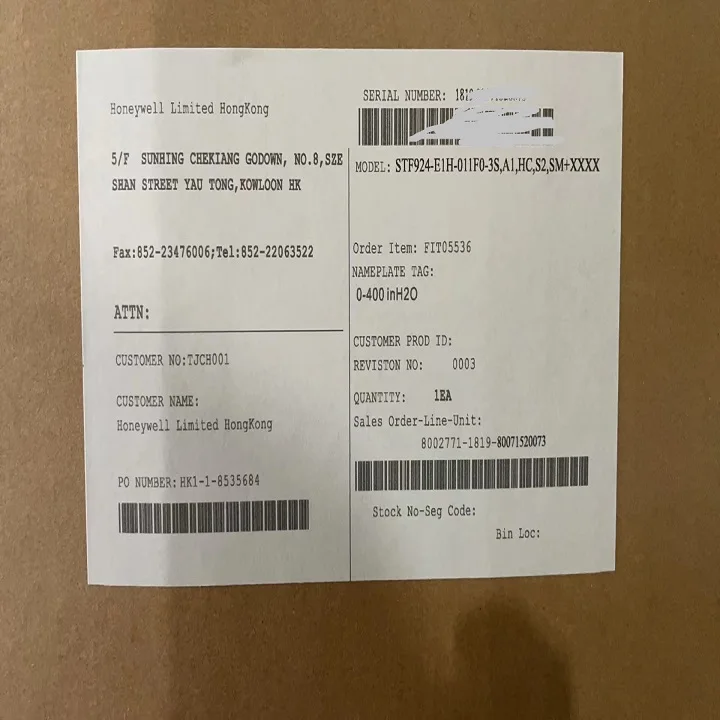 Honeywell Limited HongKong
5/F SUNHING CHEKIANG GODOWN, NO.8,SZE
SHAN STREET YAU TONG,KOWLOON HK
Fax:852-23476006;Tel:852-22063522
ATTN:
CUSTOMER NO:TJCH001
CUSTOMER NAME:
Honeywell Limited HongKong
PO NUMBER:HK1-1-8535684
SERIAL NUMBER:
MODEL: STF924-E1H-011F0-3S,A1,HC,S2,SM+XXXX
Order Item: FIT05536
NAMEPLATE TAG:
0-400 inH2O
CUSTOMER PROD ID:
REVISTON NO: 0003
QUANTITY: 1EA
Sales Order-Line-Unit:
8002771-1819-80071520073
Stock No-Seg Code:
Bin Loc: